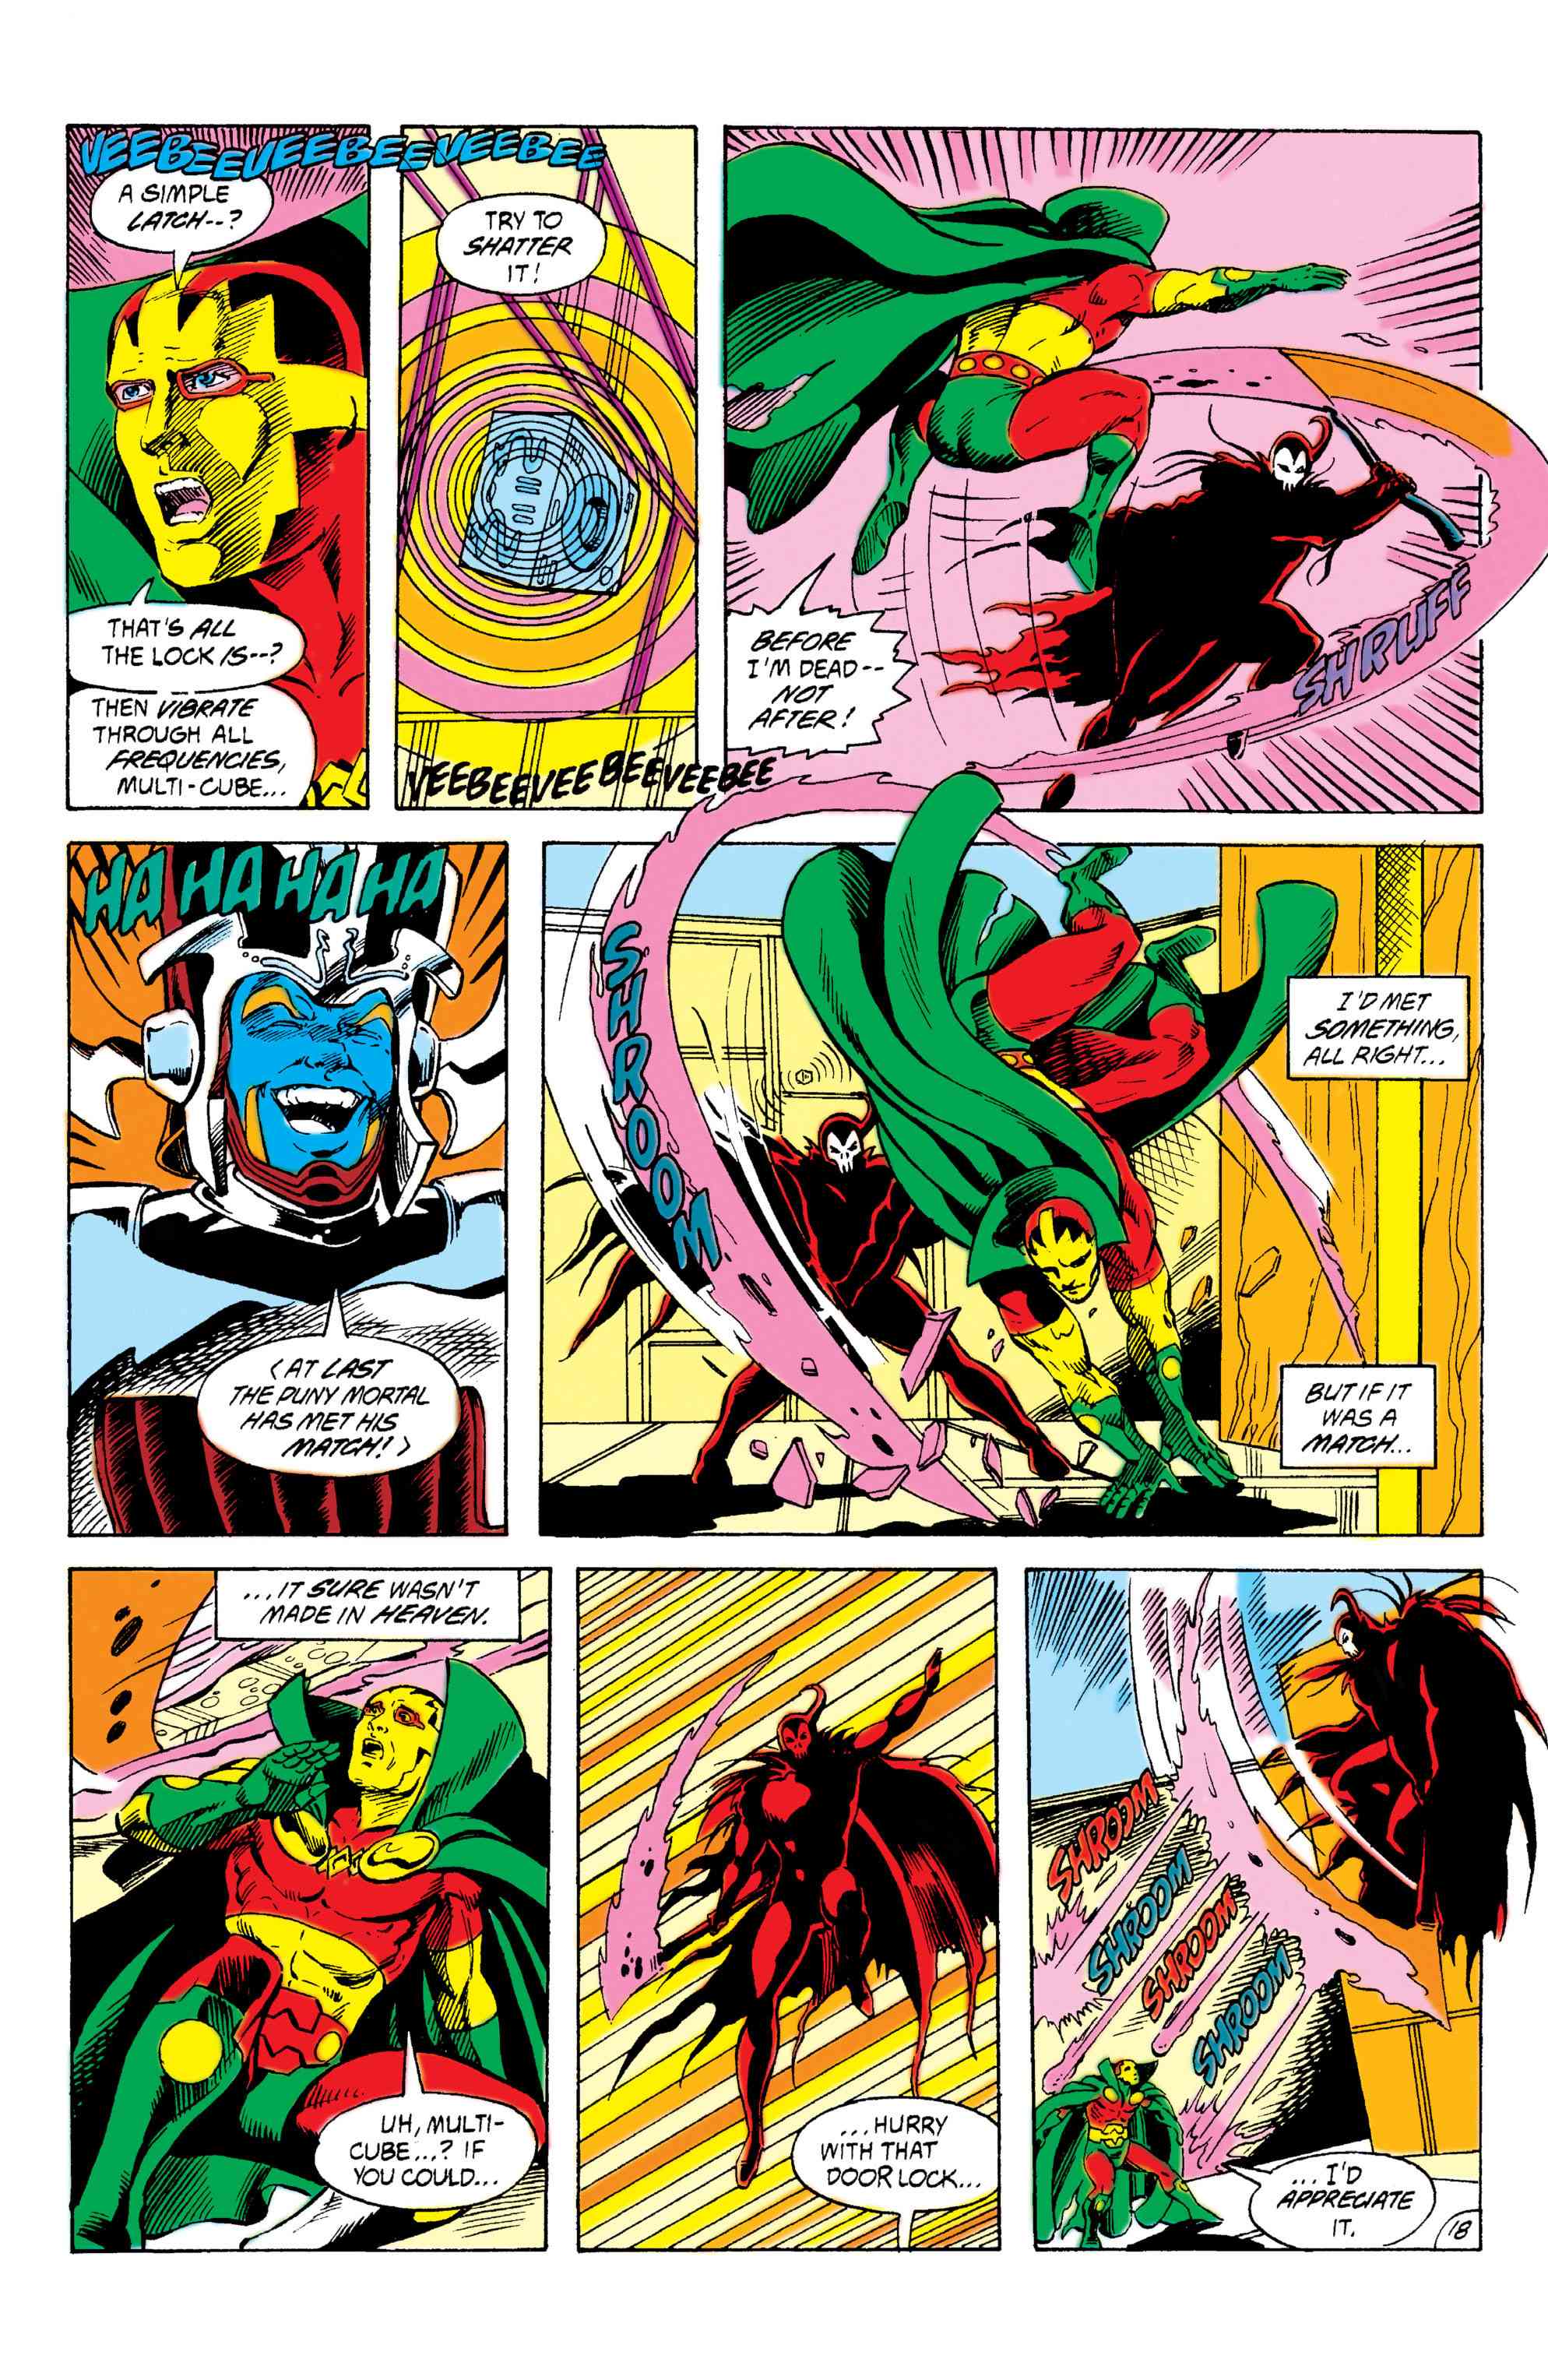 VEEBEEVEEBEEVEEBEE
A SIMPLE
LATCH--?
THAT'S ALL
THE LOCK IS--?
THEN VIBRATE
THROUGH ALL
FREQUENCIES,
MULTI-CUBE...
TRY TO
SHATTER
IT!
VEEBEEVEEBEEVEEBEE
BEFORE
I'M DEAD--
NOT
AFTER!
SHRUFF
HA HA HA HA
<AT LAST
THE PUNY MORTAL
HAS MET HIS
MATCH!>
SHROOM
I'D MET
SOMETHING,
ALL RIGHT...
BUT IF IT
WAS A
MATCH...
...IT SURE WASN'T
MADE IN HEAVEN.
UH, MULTI-
CUBE...? IF
YOU COULD...
...HURRY
WITH THAT
DOOR LOCK...
SHROOM
SHROOM
SHROOM
SHROOM
...I'D
APPRECIATE
IT.
18